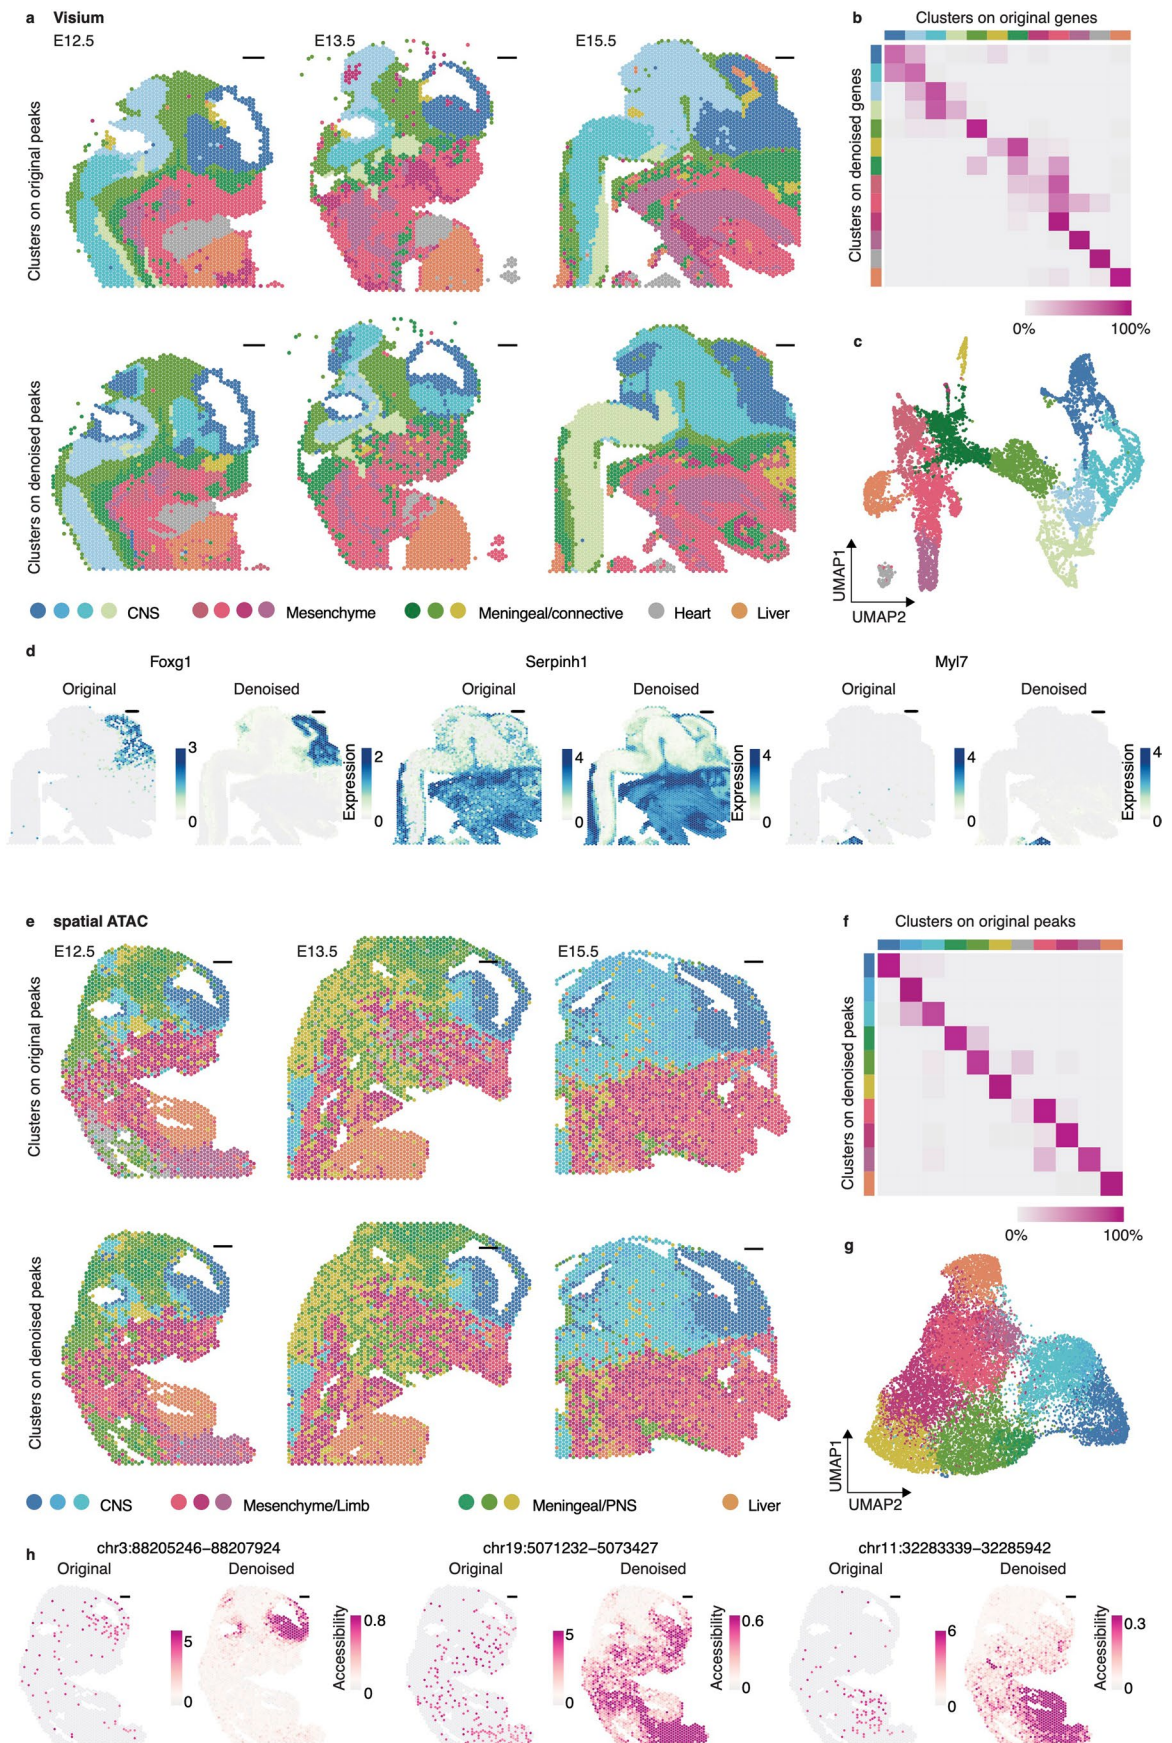 a Visium
E12.5 E13.5 E15.5
Clusters on original peaks
Clusters on denoised peaks
CNS Mesenchyme Meningeal/connective Heart Liver
b Clusters on original genes
Clusters on denoised genes
0% 100%
c
UMAP1
UMAP2
d
Foxg1 Serpinh1 Myl7
Original Denoised Original Denoised Original Denoised
3 0 Expression 2 0 4 0 Expression 4 0 4 0 Expression 4 0
e spatial ATAC
E12.5 E13.5 E15.5
Clusters on original peaks
Clusters on denoised peaks
CNS Mesenchyme/Limb Meningeal/PNS Liver
f Clusters on original peaks
Clusters on denoised peaks
0% 100%
g
UMAP1
UMAP2
h
chr3:88205246–88207924 chr19:5071232–5073427 chr11:32283339–32285942
Original Denoised Original Denoised Original Denoised
5 0 Accessibility 0.8 0 5 0 Accessibility 0.6 0 6 0 Accessibility 0.3 0